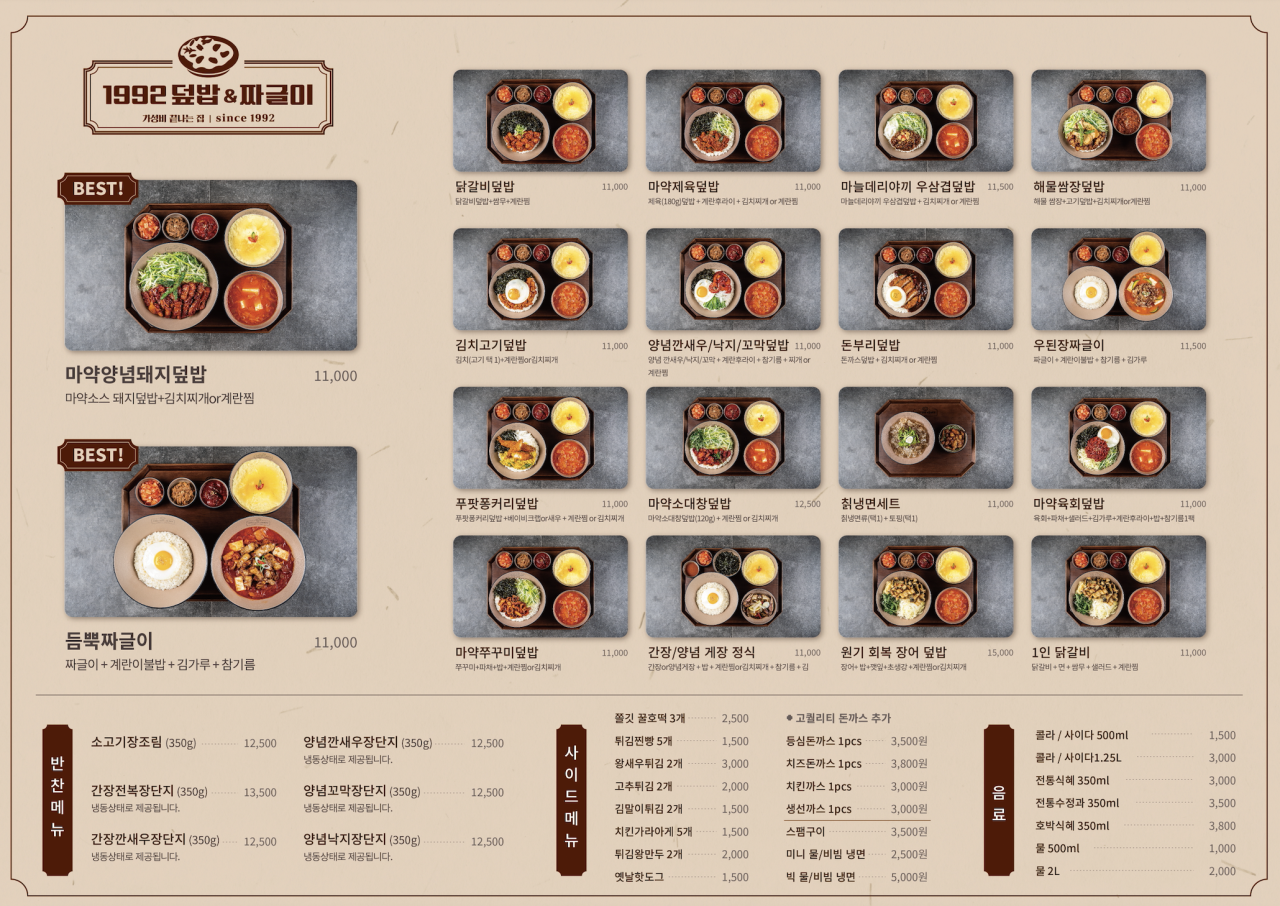 1992 덮밥 & 짜글이
가성비 끝나는 집 | since 1992
BEST!
마약양념돼지덮밥 11,000
마약소스 돼지덮밥+김치찌개or계란찜
BEST!
듬뿍짜글이 11,000
짜글이 + 계란이불밥 + 김가루 + 참기름
닭갈비덮밥 11,000
닭갈비덮밥+쌈무+계란찜
마약제육덮밥 11,000
제육(180g)덮밥 + 계란후라이 + 김치찌개 or 계란찜
마늘데리야끼 우삼겹덮밥 11,500
마늘데리야끼 우삼겹덮밥 + 김치찌개 or 계란찜
해물쌈장덮밥 11,000
해물 쌈장+고기덮밥+김치찌개or계란찜
김치고기덮밥 11,000
김치(고기 택 1)+계란찜or김치찌개
양념깐새우/낙지/꼬막덮밥 11,000
양념 깐새우/낙지/꼬막 + 계란후라이 + 참기름 + 찌개 or
계란찜
돈부리덮밥 11,000
돈까스덮밥 + 김치찌개 or 계란찜
우된장짜글이 11,500
짜글이 + 계란이불밥 + 참기름 + 김가루
푸팟퐁커리덮밥 11,000
푸팟퐁커리덮밥 +베이비크랩or새우 + 계란찜 or 김치찌개
마약소대창덮밥 12,500
마약소대창덮밥(120g) + 계란찜 or 김치찌개
칡냉면세트 11,000
칡냉면류(택1) + 토핑(택1)
마약육회덮밥 11,000
육회+파채+샐러드+김가루+계란후라이+밥+참기름1팩
마약쭈꾸미덮밥 11,000
쭈꾸미+파채+밥+계란찜or김치찌개
간장/양념 게장 정식 11,000
간장or양념게장 + 밥 + 계란찜or김치찌개 + 참기름 + 김
원기 회복 장어 덮밥 15,000
장어+ 밥+깻잎+초생강 +계란찜or김치찌개
1인 닭갈비 11,000
닭갈비 + 면 + 쌈무 + 샐러드 + 계란찜
반찬메뉴
소고기장조림 (350g) 12,500
간장전복장단지 (350g) 13,500
냉동상태로 제공됩니다.
간장깐새우장단지 (350g) 12,500
냉동상태로 제공됩니다.
양념깐새우장단지 (350g) 12,500
냉동상태로 제공됩니다.
양념꼬막장단지 (350g) 12,500
냉동상태로 제공됩니다.
양념낙지장단지 (350g) 12,500
냉동상태로 제공됩니다.
사이드메뉴
쫄깃 꿀호떡 3개 2,500
튀김찐빵 5개 1,500
왕새우튀김 2개 3,000
고추튀김 2개 2,000
김말이튀김 2개 1,500
치킨가라아게 5개 1,500
튀김왕만두 2개 2,000
옛날핫도그 1,500
고퀄리티 돈까스 추가
등심돈까스 1pcs 3,500원
치즈돈까스 1pcs 3,800원
치킨까스 1pcs 3,000원
생선까스 1pcs 3,000원
스팸구이 3,500원
미니 물/비빔 냉면 2,500원
빅 물/비빔 냉면 5,000원
음료
콜라 / 사이다 500ml 1,500
콜라 / 사이다1.25L 3,000
전통식혜 350ml 3,000
전통수정과 350ml 3,500
호박식혜 350ml 3,800
물 500ml 1,000
물 2L 2,000